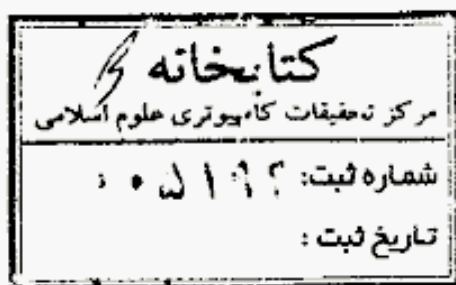 کتابخانه
مرکز تحقیقات کامپیوتری علوم اسلامی
شماره ثبت:
تاریخ ثبت :